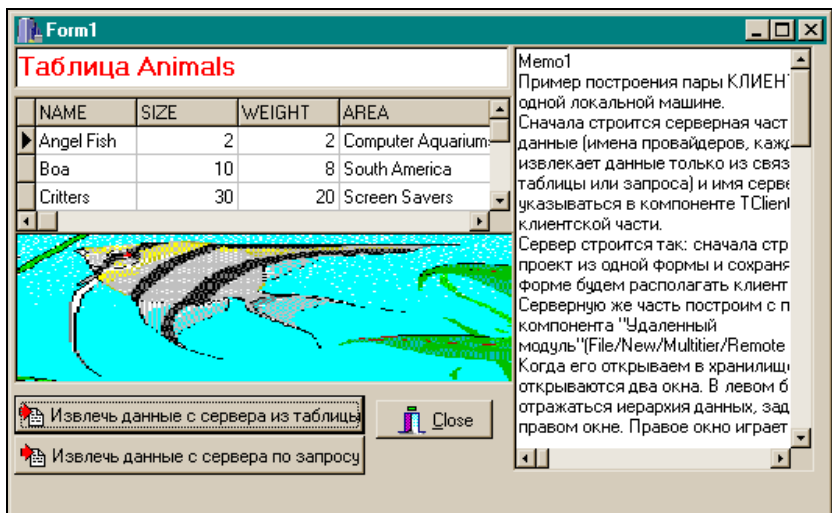 Form1
Таблица Animals
NAME SIZE WEIGHT AREA
Angel Fish 2 2 Computer Aquariums
Boa 10 8 South America
Critters 30 20 Screen Savers
Извлечь данные с сервера из таблицы
Close
Извлечь данные с сервера по запросу
Memo1
Пример построения пары КЛИЕНТ
одной локальной машине.
Сначала строится серверная част
данные (имена провайдеров, кажд
извлекает данные только из связ
таблицы или запроса) и имя серве
указываться в компоненте TClient
клиентской части.
Сервер строится так: сначала стр
проект из одной формы и сохраня
форме будем располагать клиент
Серверную же часть построим с п
компонента "Удаленный
модуль"(File/New/Multitier/Remote
Когда его открываем в хранилищ
открываются два окна. В левом б
отражаться иерархия данных, зад
правом окне. Правое окно играет